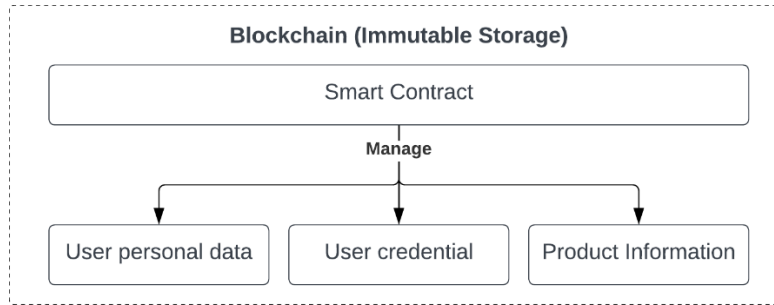 Blockchain (Immutable Storage)
Smart Contract
Manage
User personal data
User credential
Product Information